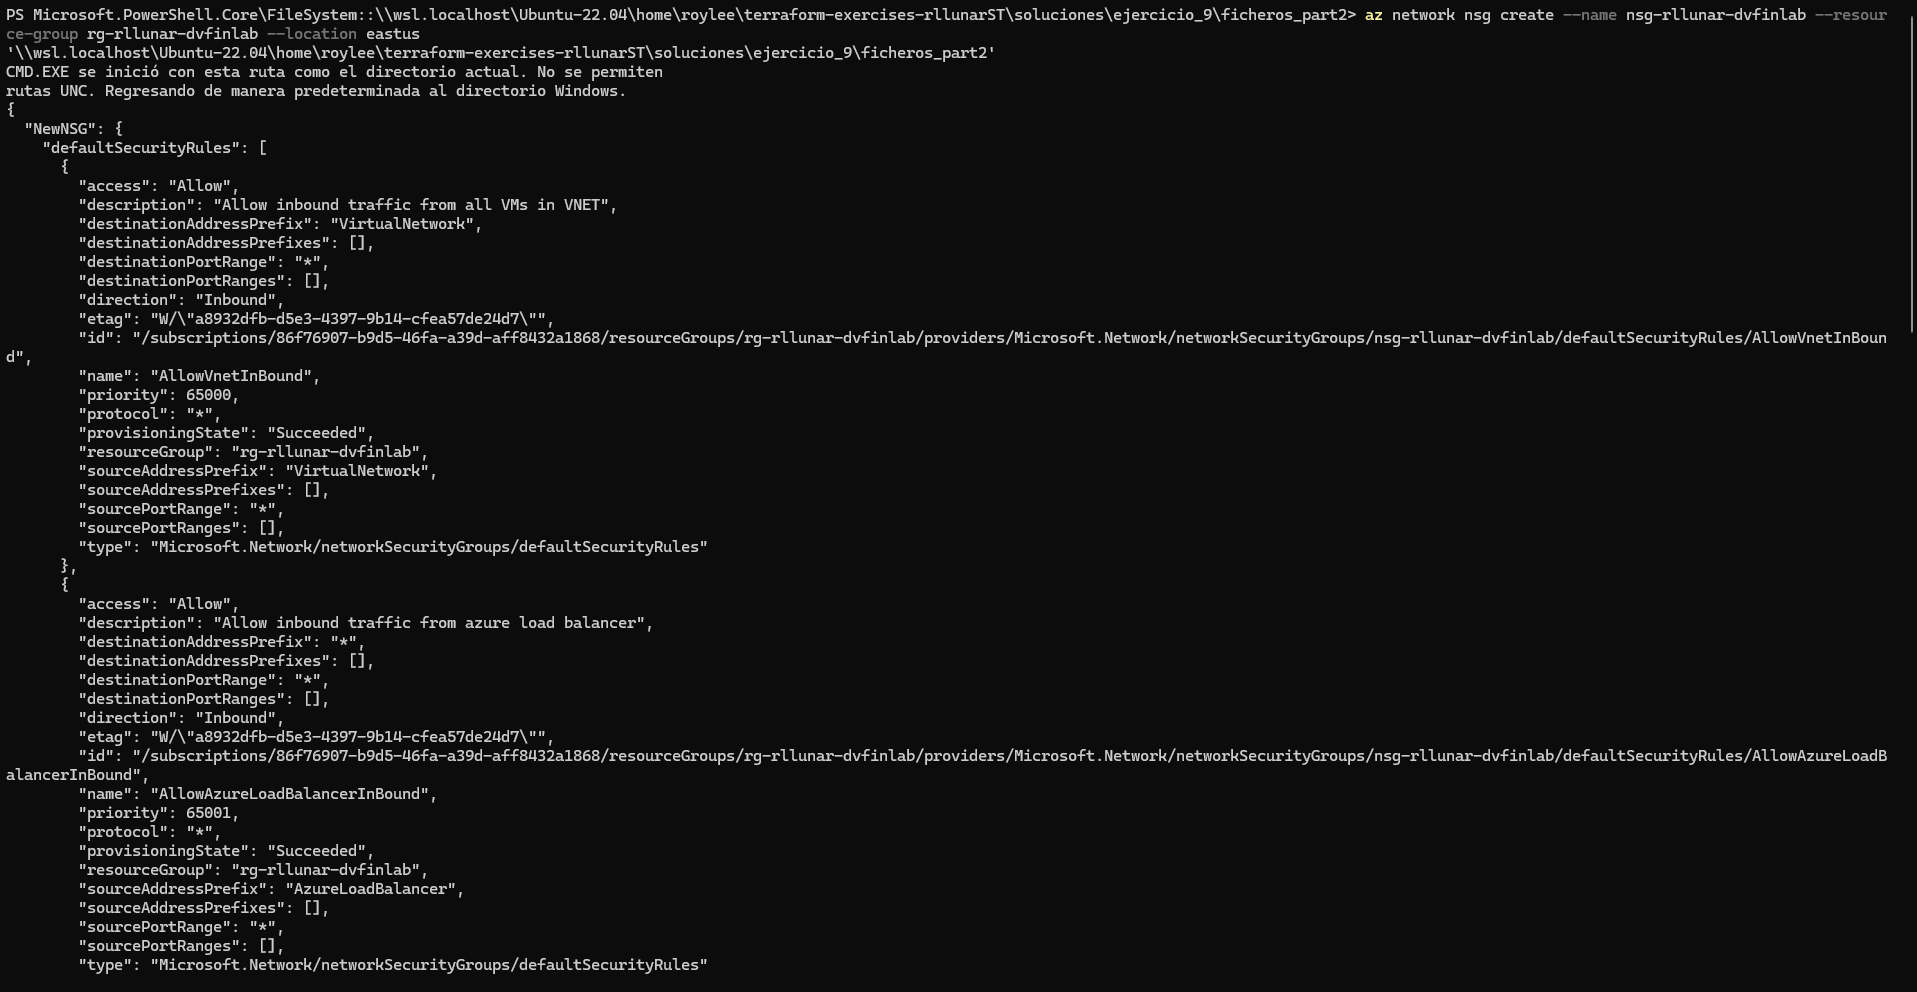 PS Microsoft.PowerShell.Core\FileSystem::\\wsl.localhost\Ubuntu-22.04\home\roylee\terraform-exercises-rllunarST\soluciones\ejercicio_9\ficheros_part2> az network nsg create --name nsg-rllunar-dvfinlab --resour
ce-group rg-rllunar-dvfinlab --location eastus
'\\wsl.localhost\Ubuntu-22.04\home\roylee\terraform-exercises-rllunarST\soluciones\ejercicio_9\ficheros_part2'
CMD.EXE se inició con esta ruta como el directorio actual. No se permiten
rutas UNC. Regresando de manera predeterminada al directorio Windows.
{
  "NewNSG": {
    "defaultSecurityRules": [
      {
        "access": "Allow",
        "description": "Allow inbound traffic from all VMs in VNET",
        "destinationAddressPrefix": "VirtualNetwork",
        "destinationAddressPrefixes": [],
        "destinationPortRange": "*",
        "destinationPortRanges": [],
        "direction": "Inbound",
        "etag": "W/\"a8932dfb-d5e3-4397-9b14-cfea57de24d7\"",
        "id": "/subscriptions/86f76907-b9d5-46fa-a39d-aff8432a1868/resourceGroups/rg-rllunar-dvfinlab/providers/Microsoft.Network/networkSecurityGroups/nsg-rllunar-dvfinlab/defaultSecurityRules/AllowVnetInBoun
d",
        "name": "AllowVnetInBound",
        "priority": 65000,
        "protocol": "*",
        "provisioningState": "Succeeded",
        "resourceGroup": "rg-rllunar-dvfinlab",
        "sourceAddressPrefix": "VirtualNetwork",
        "sourceAddressPrefixes": [],
        "sourcePortRange": "*",
        "sourcePortRanges": [],
        "type": "Microsoft.Network/networkSecurityGroups/defaultSecurityRules"
      },
      {
        "access": "Allow",
        "description": "Allow inbound traffic from azure load balancer",
        "destinationAddressPrefix": "*",
        "destinationAddressPrefixes": [],
        "destinationPortRange": "*",
        "destinationPortRanges": [],
        "direction": "Inbound",
        "etag": "W/\"a8932dfb-d5e3-4397-9b14-cfea57de24d7\"",
        "id": "/subscriptions/86f76907-b9d5-46fa-a39d-aff8432a1868/resourceGroups/rg-rllunar-dvfinlab/providers/Microsoft.Network/networkSecurityGroups/nsg-rllunar-dvfinlab/defaultSecurityRules/AllowAzureLoadB
alancerInBound",
        "name": "AllowAzureLoadBalancerInBound",
        "priority": 65001,
        "protocol": "*",
        "provisioningState": "Succeeded",
        "resourceGroup": "rg-rllunar-dvfinlab",
        "sourceAddressPrefix": "AzureLoadBalancer",
        "sourceAddressPrefixes": [],
        "sourcePortRange": "*",
        "sourcePortRanges": [],
        "type": "Microsoft.Network/networkSecurityGroups/defaultSecurityRules"